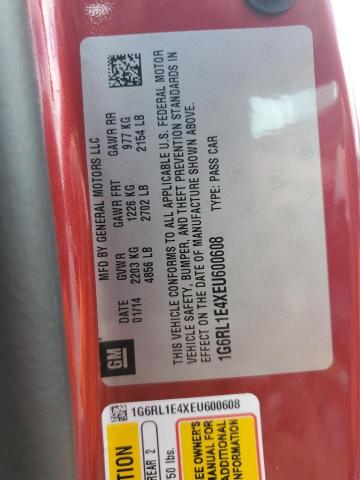 MFD BY GENERAL MOTORS LLC
DATE GVWR GAWR FRT GAWR RR
01/14 2203 KG 1226 KG 977 KG
4856 LB 2702 LB 2154 LB
THIS VEHICLE CONFORMS TO ALL APPLICABLE U.S. FEDERAL MOTOR
VEHICLE SAFETY, BUMPER, AND THEFT PREVENTION STANDARDS IN
EFFECT ON THE DATE OF MANUFACTURE SHOWN ABOVE.
1G6RL1E4XEU600608 TYPE: PASS CAR
GM
1G6RL1E4XEU600608
REAR 2
50 lbs.
EE OWNER'S
MANUAL FOR
ADDITIONAL